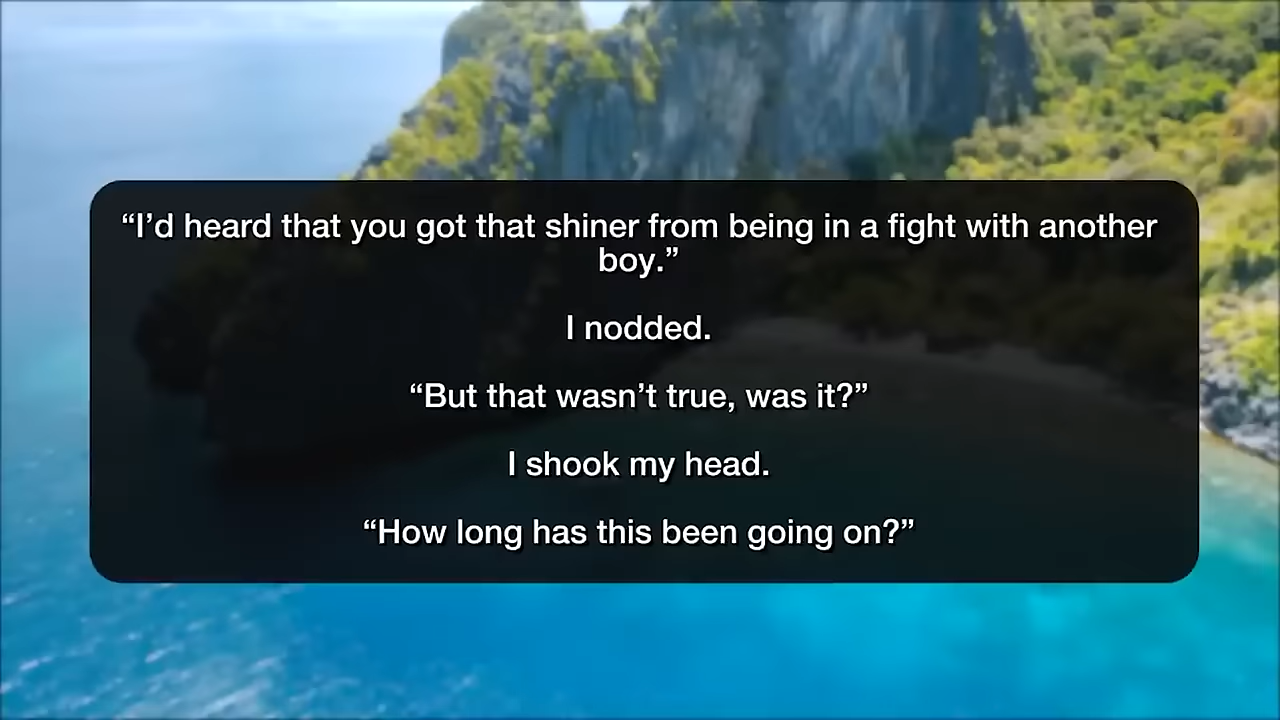 “I’d heard that you got that shiner from being in a fight with another
boy.”
I nodded.
“But that wasn’t true, was it?”
I shook my head.
“How long has this been going on?”